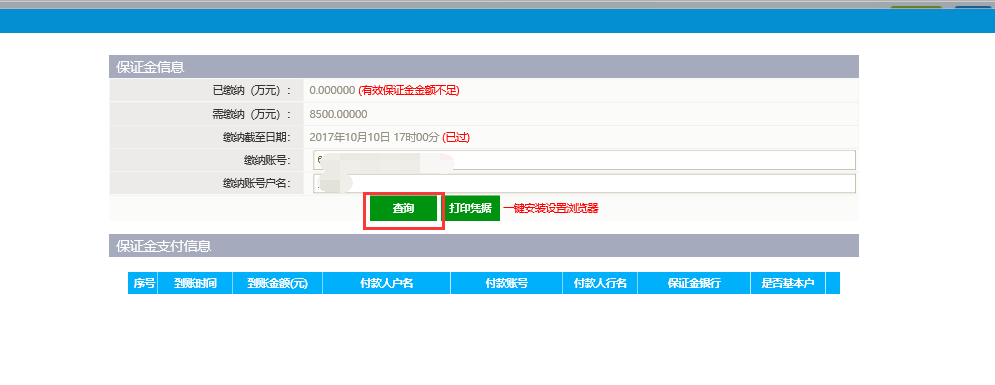 保证金信息
已缴纳（万元）： 0.000000 (有效保证金金额不足)
需缴纳（万元）： 8500.00000
缴纳截至日期： 2017年10月10日 17时00分 (已过)
缴纳账号：
缴纳账号户名：
查询 打印凭据 一键安装设置浏览器
保证金支付信息
序号 到账时间 到账金额(元) 付款人户名 付款账号 付款人行名 保证金银行 是否基本户